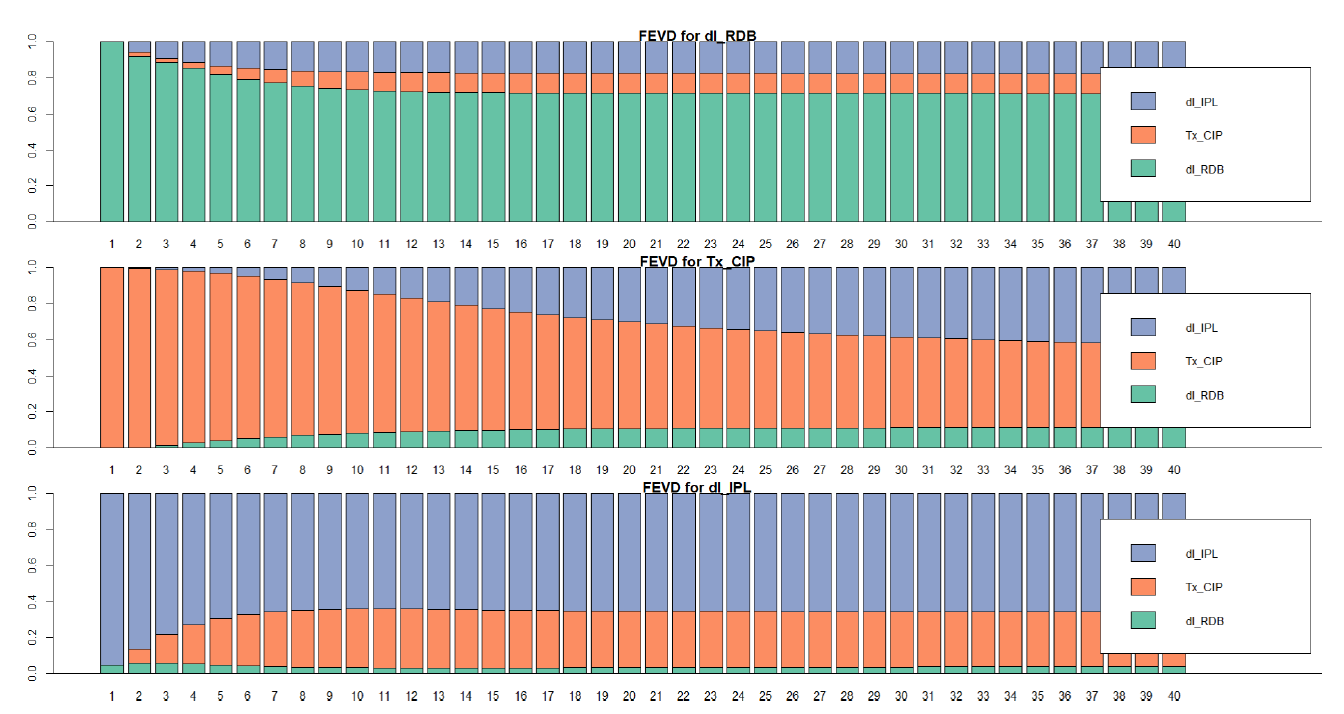 FEVD for dl_RDB
0.0 0.2 0.4 0.6 0.8 1.0
dl_IPL
Tx_CIP
dl_RDB
1 2 3 4 5 6 7 8 9 10 11 12 13 14 15 16 17 18 19 20 21 22 23 24 25 26 27 28 29 30 31 32 33 34 35 36 37 38 39 40
FEVD for Tx_CIP
0.0 0.2 0.4 0.6 0.8 1.0
dl_IPL
Tx_CIP
dl_RDB
1 2 3 4 5 6 7 8 9 10 11 12 13 14 15 16 17 18 19 20 21 22 23 24 25 26 27 28 29 30 31 32 33 34 35 36 37 38 39 40
FEVD for dl_IPL
0.0 0.2 0.4 0.6 0.8 1.0
dl_IPL
Tx_CIP
dl_RDB
1 2 3 4 5 6 7 8 9 10 11 12 13 14 15 16 17 18 19 20 21 22 23 24 25 26 27 28 29 30 31 32 33 34 35 36 37 38 39 40